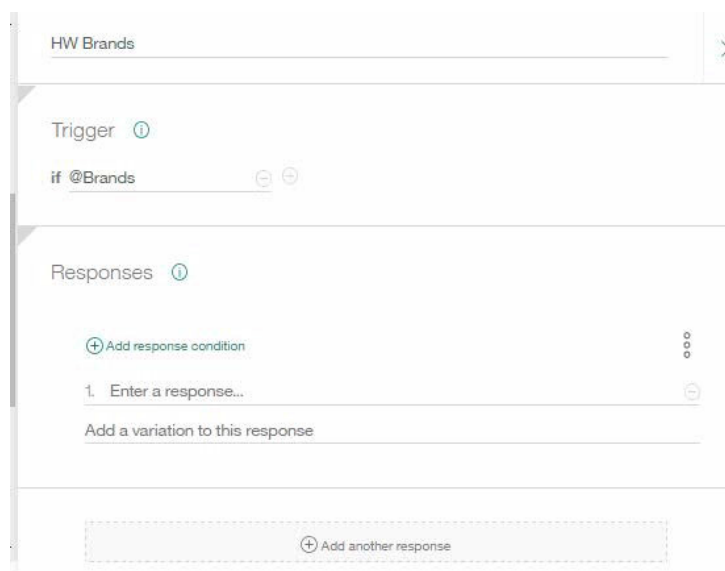 HW Brands
Trigger
if @Brands
Responses
Add response condition
1. Enter a response...
Add a variation to this response
Add another response